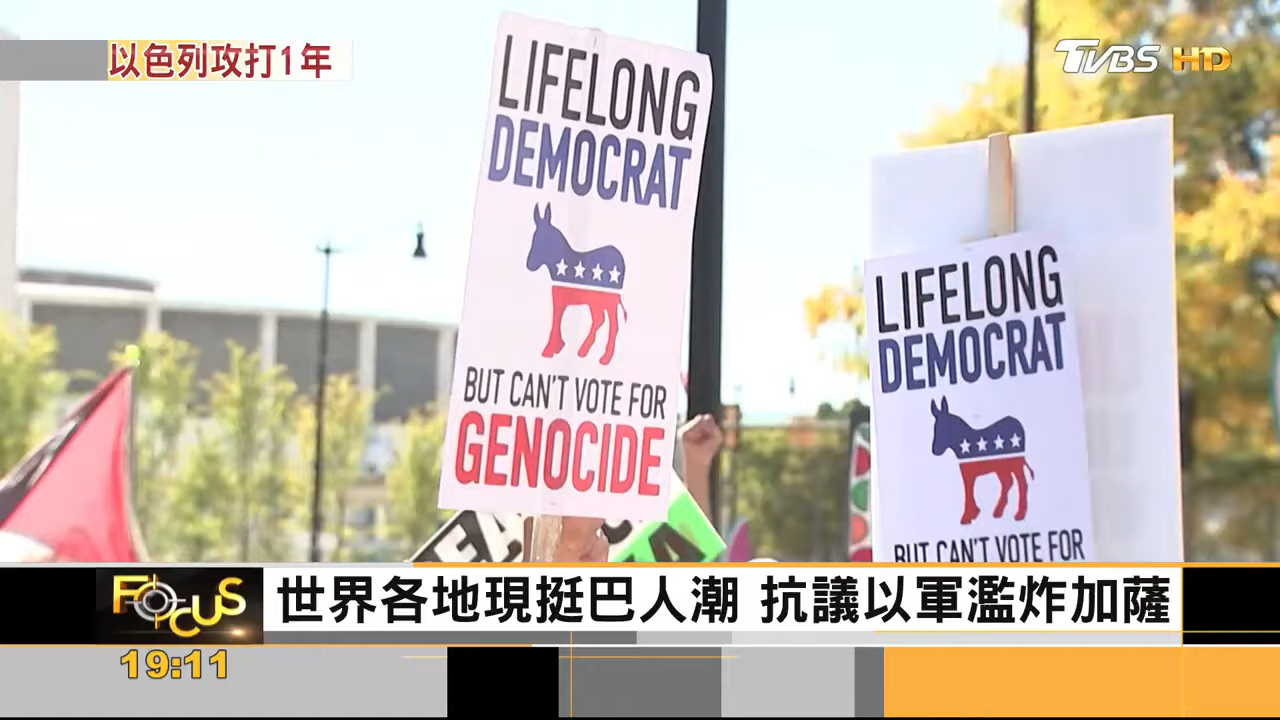 以色列攻打1年
TVBS HD
LIFELONG
DEMOCRAT
BUT CAN'T VOTE FOR
GENOCIDE
LIFELONG
DEMOCRAT
BUT CAN'T VOTE FOR
FOCUS
世界各地現挺巴人潮 抗議以軍濫炸加薩
19:11